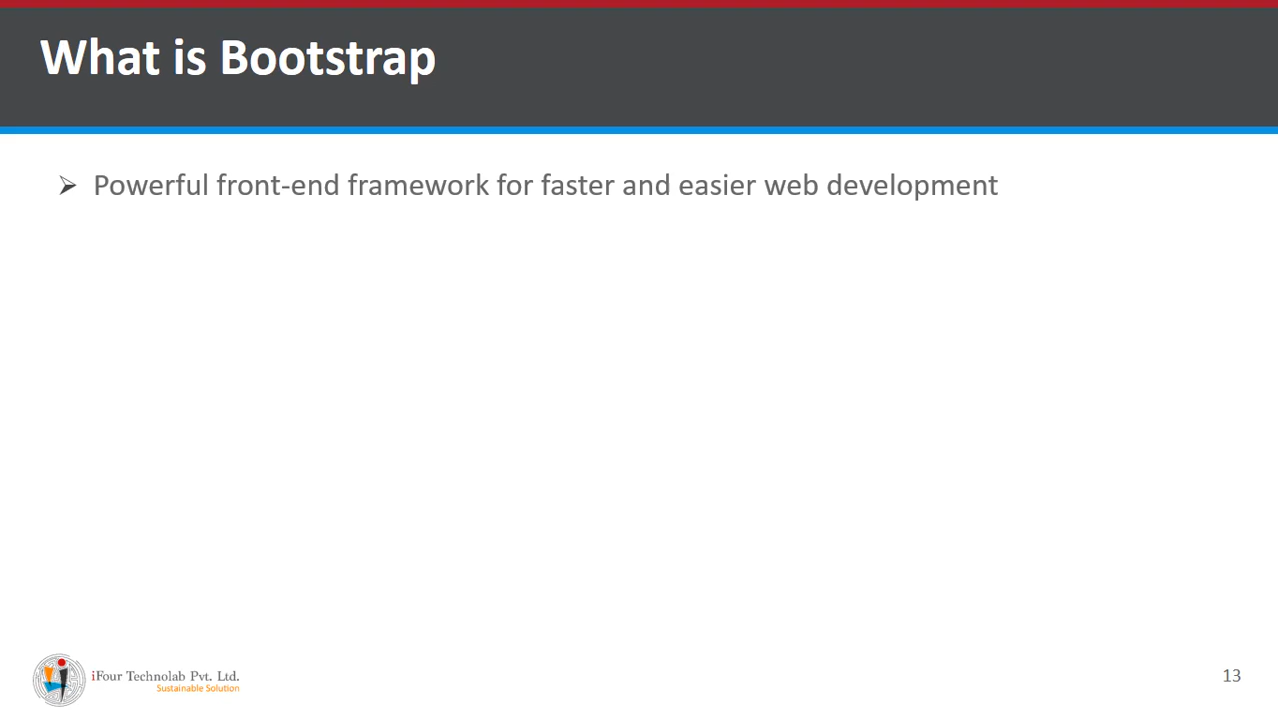 What is Bootstrap
➢ Powerful front-end framework for faster and easier web development
iFour Technolab Pvt. Ltd.
Sustainable Solution
13